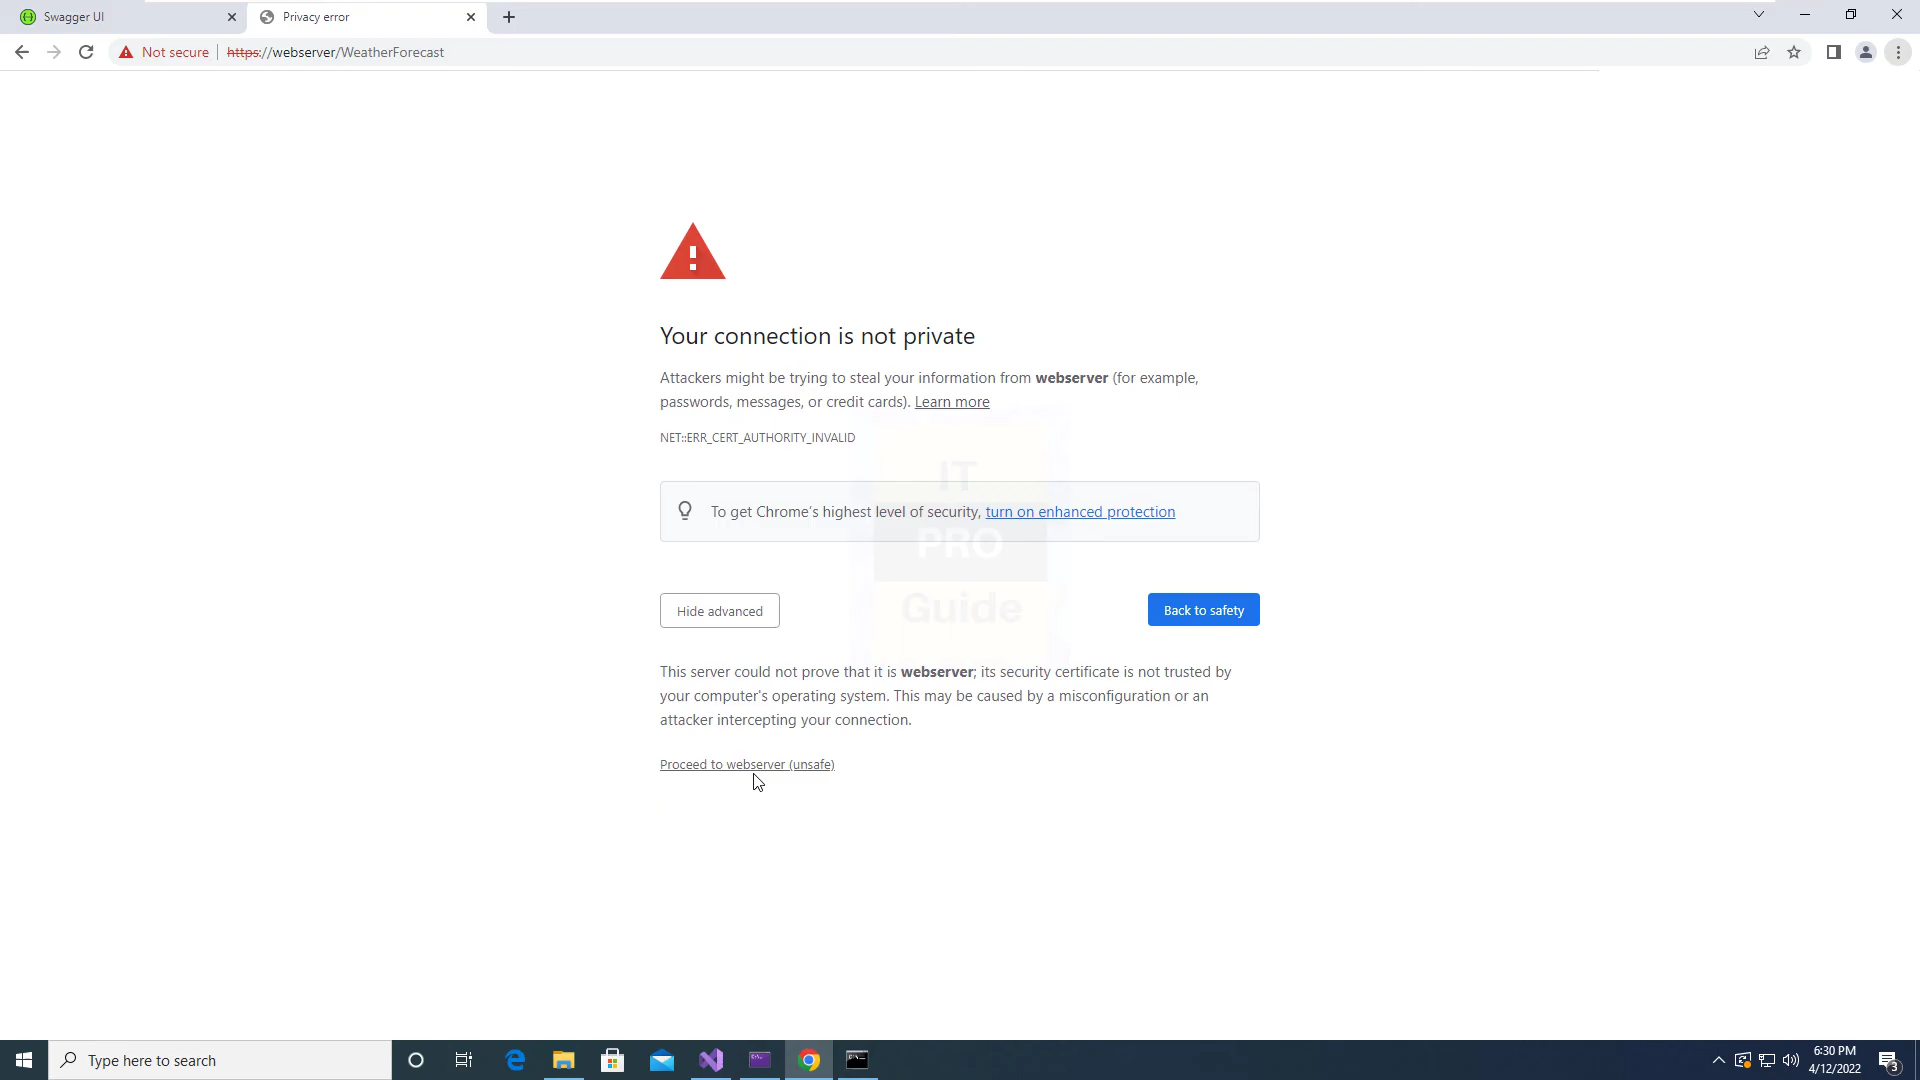 Swagger UI
Privacy error
Not secure
https://webserver/WeatherForecast
Your connection is not private
Attackers might be trying to steal your information from webserver (for example,
passwords, messages, or credit cards). Learn more
NET::ERR_CERT_AUTHORITY_INVALID
IT
To get Chrome's highest level of security, turn on enhanced protection
PRO
Guide
Hide advanced
Back to safety
This server could not prove that it is webserver; its security certificate is not trusted by
your computer's operating system. This may be caused by a misconfiguration or an
attacker intercepting your connection.
Proceed to webserver (unsafe)
Type here to search
6:30 PM
4/12/2022
3